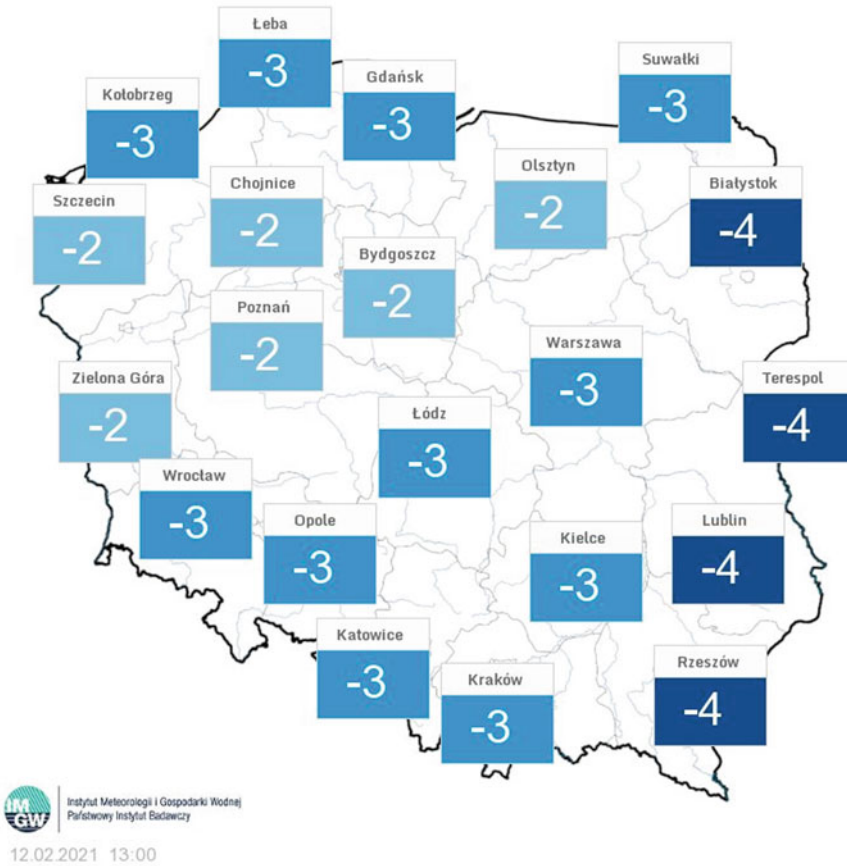 Łeba
-3
Suwałki
-3
Gdańsk
-3
Kołobrzeg
-3
Olsztyn
-2
Chojnice
-2
Białystok
-4
Szczecin
-2
Bydgoszcz
-2
Poznań
-2
Warszawa
-3
Zielona Góra
-2
Terespol
-4
Łódź
-3
Wrocław
-3
Opole
-3
Lublin
-4
Kielce
-3
Katowice
-3
Rzeszów
-4
Kraków
-3
IM
GW
Instytut Meteorologii i Gospodarki Wodnej
Państwowy Instytut Badawczy
12.02.2021 13:00